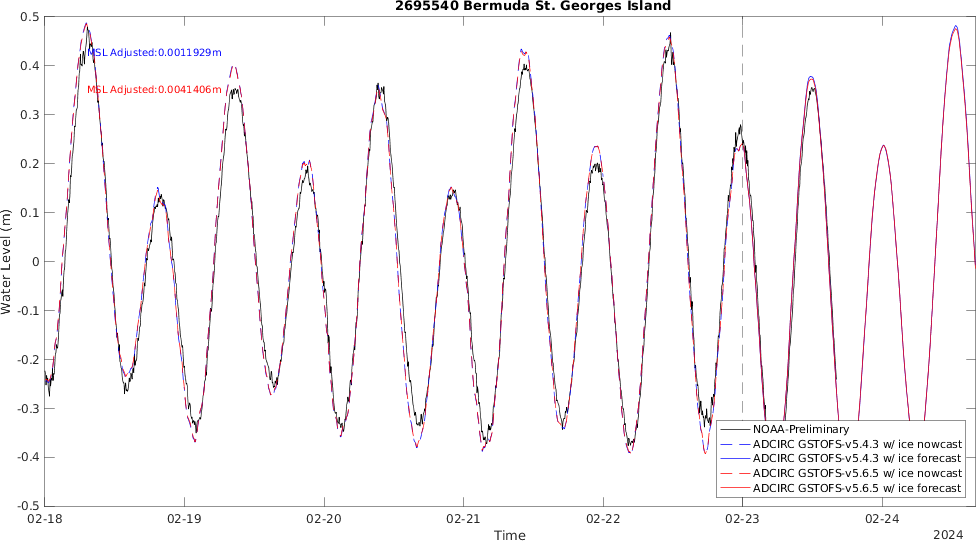 2695540 Bermuda St. Georges Island
0.5
0.4
0.3
0.2
0.1
0
-0.1
-0.2
-0.3
-0.4
-0.5
Water Level (m)
MSL Adjusted:0.0011929m
MSL Adjusted:0.0041406m
NOAA-Preliminary
ADCIRC GSTOFS-v5.4.3 w/ ice nowcast
ADCIRC GSTOFS-v5.4.3 w/ ice forecast
ADCIRC GSTOFS-v5.6.5 w/ ice nowcast
ADCIRC GSTOFS-v5.6.5 w/ ice forecast
02-18 02-19 02-20 02-21 02-22 02-23 02-24
Time
2024